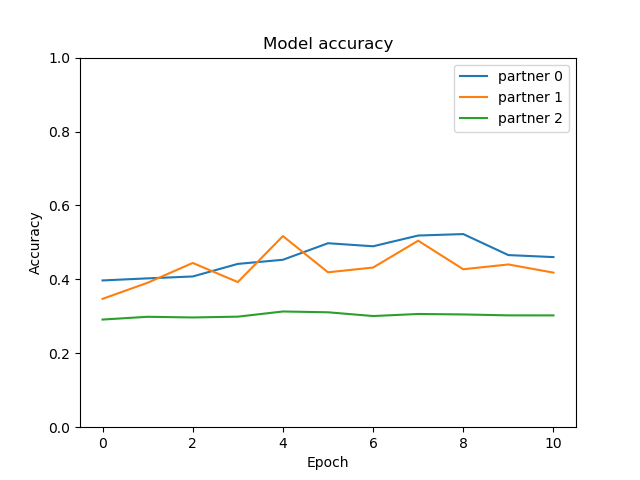 Model accuracy
1.0
0.8
0.6
0.4
0.2
0.0
Accuracy
partner 0
partner 1
partner 2
0 2 4 6 8 10
Epoch